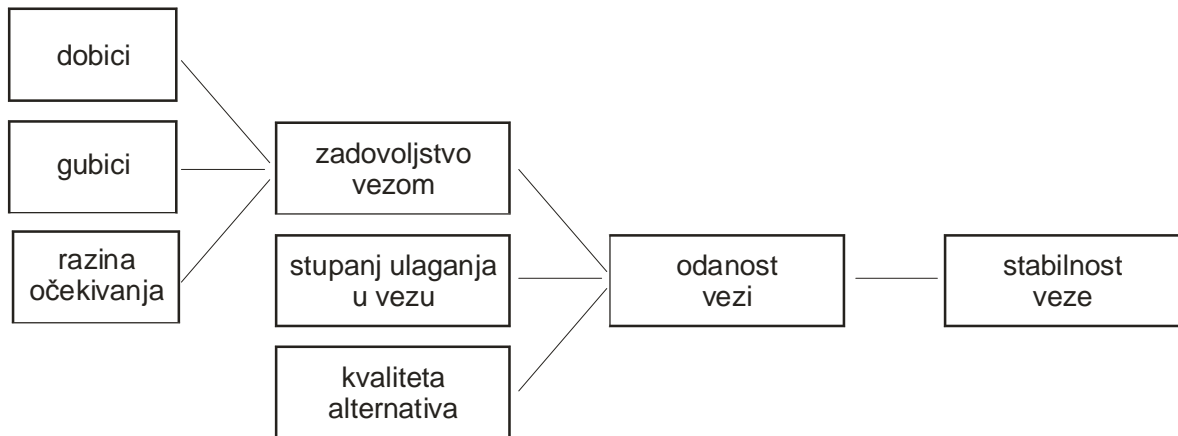 dobici
gubici
razina
očekivanja
zadovoljstvo
vezom
stupanj ulaganja
u vezu
kvaliteta
alternativa
odanost
vezi
stabilnost
veze